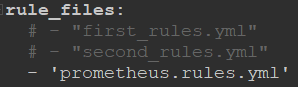 rule_files:
  # - "first_rules.yml"
  # - "second_rules.yml"
  - 'prometheus.rules.yml'